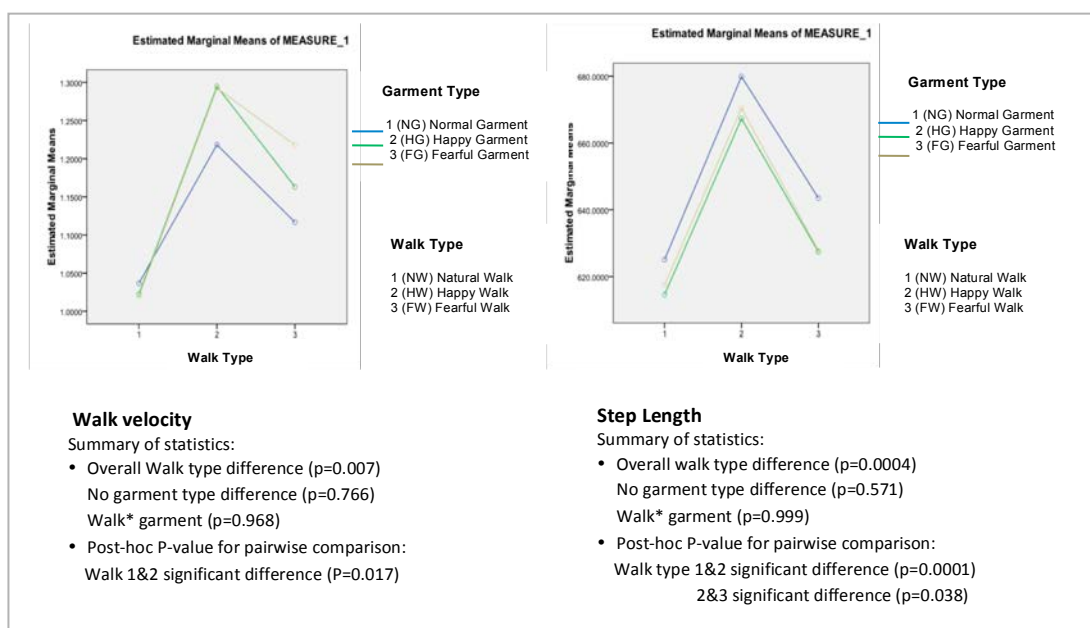 Estimated Marginal Means of MEASURE_1
1.3000
1.2500
1.2000
1.1500
1.1000
1.0500
1.0000
Estimated Marginal Means
1
2
3
Walk Type
Garment Type
1 (NG) Normal Garment
2 (HG) Happy Garment
3 (FG) Fearful Garment
Walk Type
1 (NW) Natural Walk
2 (HW) Happy Walk
3 (FW) Fearful Walk
Estimated Marginal Means of MEASURE_1
680.0000
660.0000
640.0000
620.0000
Estimated Marginal Means
1
2
3
Walk Type
Garment Type
1 (NG) Normal Garment
2 (HG) Happy Garment
3 (FG) Fearful Garment
Walk Type
1 (NW) Natural Walk
2 (HW) Happy Walk
3 (FW) Fearful Walk
Walk velocity
Summary of statistics:
• Overall Walk type difference (p=0.007)
No garment type difference (p=0.766)
Walk* garment (p=0.968)
• Post-hoc P-value for pairwise comparison:
Walk 1&2 significant difference (P=0.017)
Step Length
Summary of statistics:
• Overall walk type difference (p=0.0004)
No garment type difference (p=0.571)
Walk* garment (p=0.999)
• Post-hoc P-value for pairwise comparison:
Walk type 1&2 significant difference (p=0.0001)
2&3 significant difference (p=0.038)